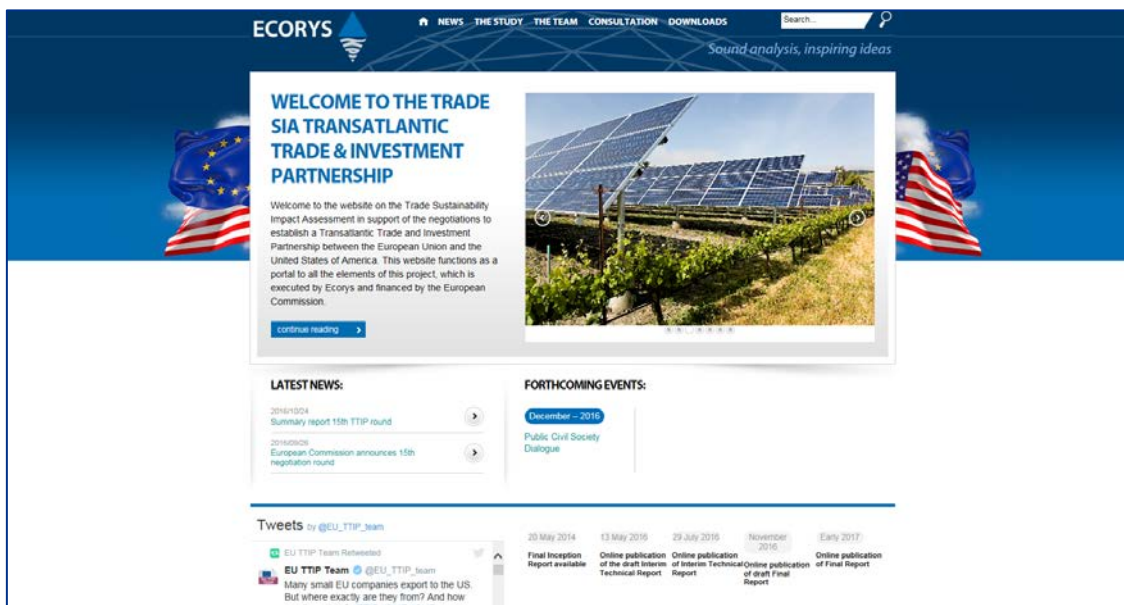 ECORYS
NEWS THE STUDY THE TEAM CONSULTATION DOWNLOADS
Search...
Sound analysis, inspiring ideas
WELCOME TO THE TRADE
SIA TRANSATLANTIC
TRADE & INVESTMENT
PARTNERSHIP
Welcome to the website on the Trade Sustainability
Impact Assessment in support of the negotiations to
establish a Transatlantic Trade and Investment
Partnership between the European Union and the
United States of America. This website functions as a
portal to all the elements of this project, which is
executed by Ecorys and financed by the European
Commission.
continue reading
LATEST NEWS:
2016/10/24
Summary report 15th TTIP round
2016/09/26
European Commission announces 15th
negotiation round
FORTHCOMING EVENTS:
December – 2016
Public Civil Society
Dialogue
Tweets by @EU_TTIP_team
EU TTIP Team Retweeted
EU TTIP Team @EU_TTIP_team
Many small EU companies export to the US.
But where exactly are they from? And how
20 May 2014
Final Inception
Report available
13 May 2016
Online publication
of the draft Interim
Technical Report
29 July 2016
Online publication
of Interim Technical
Report
November
2016
Online publication
of draft Final
Report
Early 2017
Online publication
of Final Report